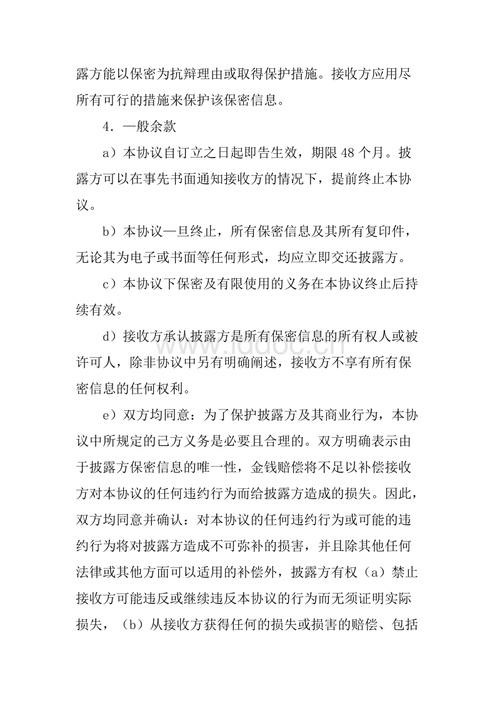 露方能以保密为抗辩理由或取得保护措施。接收方应用尽
所有可行的措施来保护该保密信息。
4．一般余款
a）本协议自订立之日起即告生效，期限 48 个月。披
露方可以在事先书面通知接收方的情况下，提前终止本协
议。
b）本协议一旦终止，所有保密信息及其所有复印件，
无论其为电子或书面等任何形式，均应立即交还披露方。
c）本协议下保密及有限使用的义务在本协议终止后持
续有效。
d）接收方承认披露方是所有保密信息的所有权人或被
许可人，除非协议中另有明确阐述，接收方不享有所有保
密信息的任何权利。
e）双方均同意：为了保护披露方及其商业行为，本协
议中所规定的己方义务是必要且合理的。双方明确表示由
于披露方保密信息的唯一性，金钱赔偿将不足以补偿接收
方对本协议的任何违约行为而给披露方造成的损失。因此，
双方均同意并确认：对本协议的任何违约行为或可能的违
约行为将对披露方造成不可弥补的损害，并且除其他任何
法律或其他方面可以适用的补偿外，披露方有权（a）禁止
接收方可能违反或继续违反本协议的行为而无须证明实际
损失，（b）从接收方获得任何的损失或损害的赔偿、包括